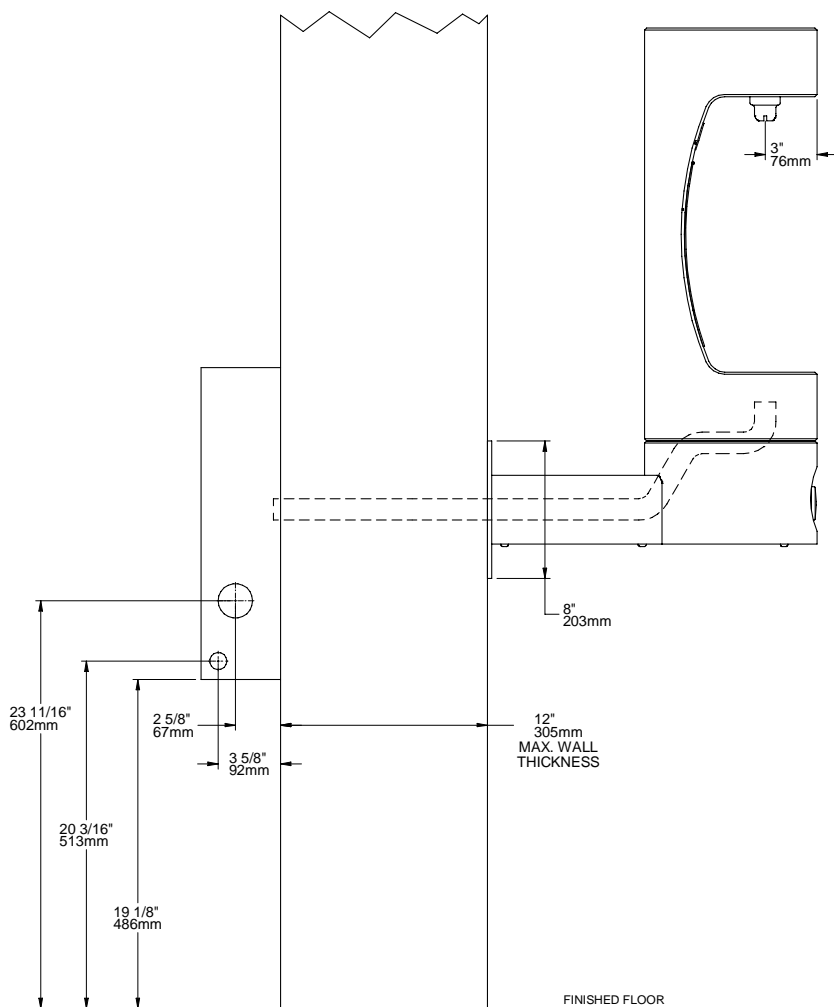 3"
76mm
8"
203mm
23 11/16"
602mm
2 5/8"
67mm
12"
305mm
MAX. WALL
THICKNESS
3 5/8"
92mm
20 3/16"
513mm
19 1/8"
486mm
FINISHED FLOOR